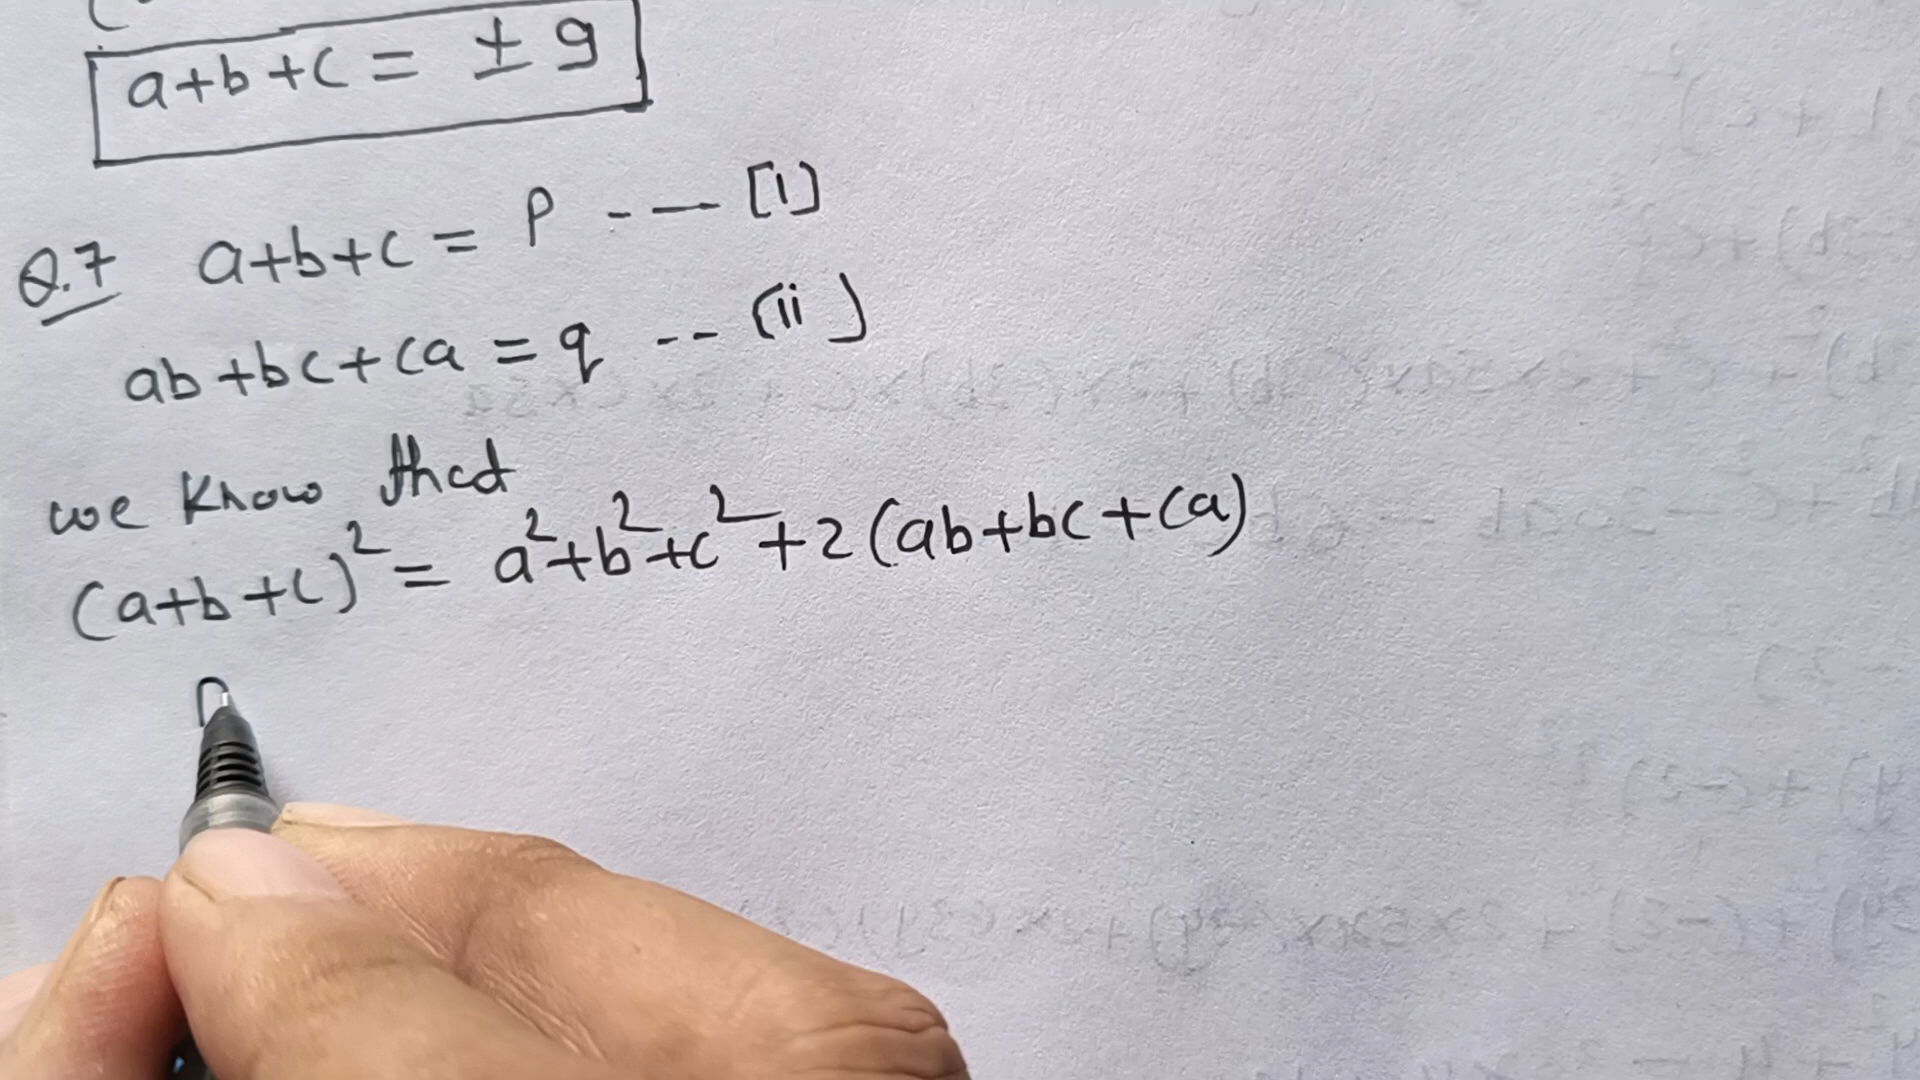 a+b+c = ± 9
Q.7 a+b+c = p - — — [i]
ab+bc+ca = q -- (ii)
we know that
(a+b+c)² = a²+b²+c²+2(ab+bc+ca)